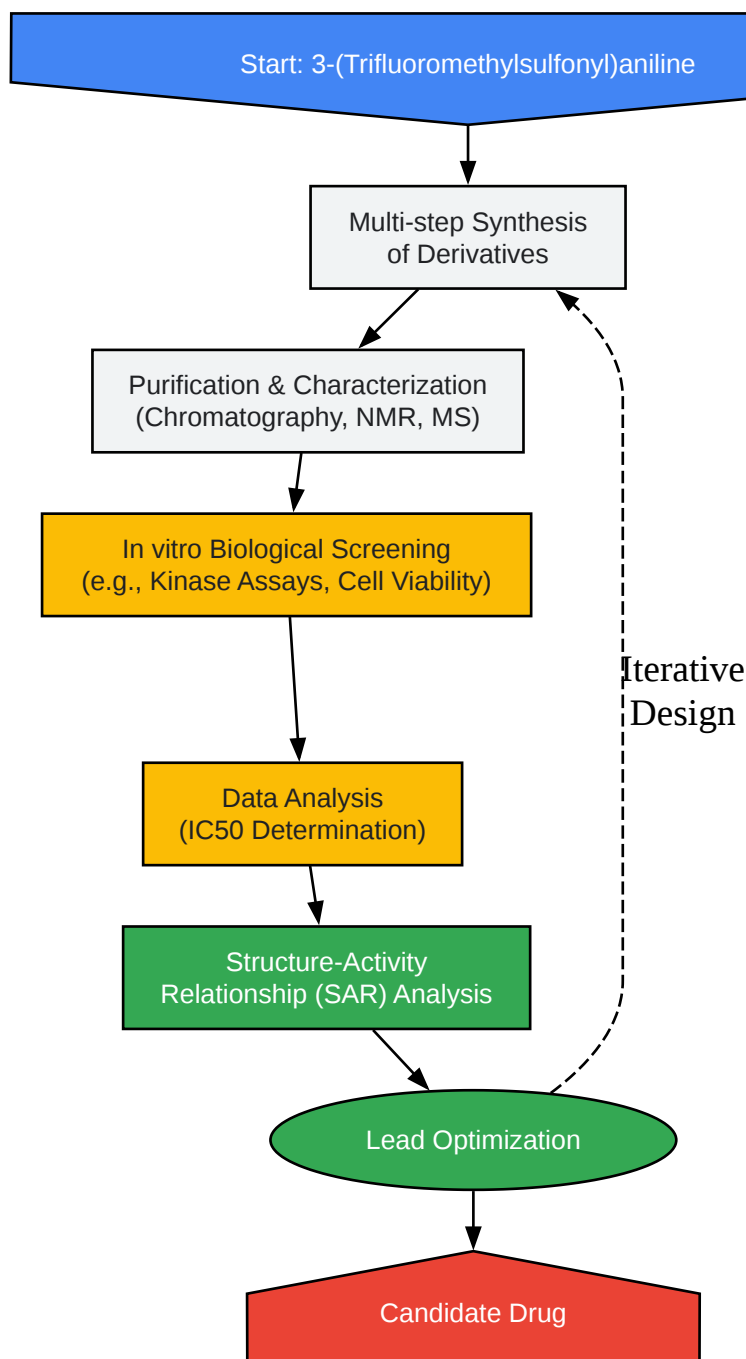 Start: 3-(Trifluoromethylsulfonyl)aniline
Multi-step Synthesis
of Derivatives
Purification & Characterization
(Chromatography, NMR, MS)
In vitro Biological Screening
(e.g., Kinase Assays, Cell Viability)
Iterative
Design
Data Analysis
(IC50 Determination)
Structure-Activity
Relationship (SAR) Analysis
Lead Optimization
Candidate Drug